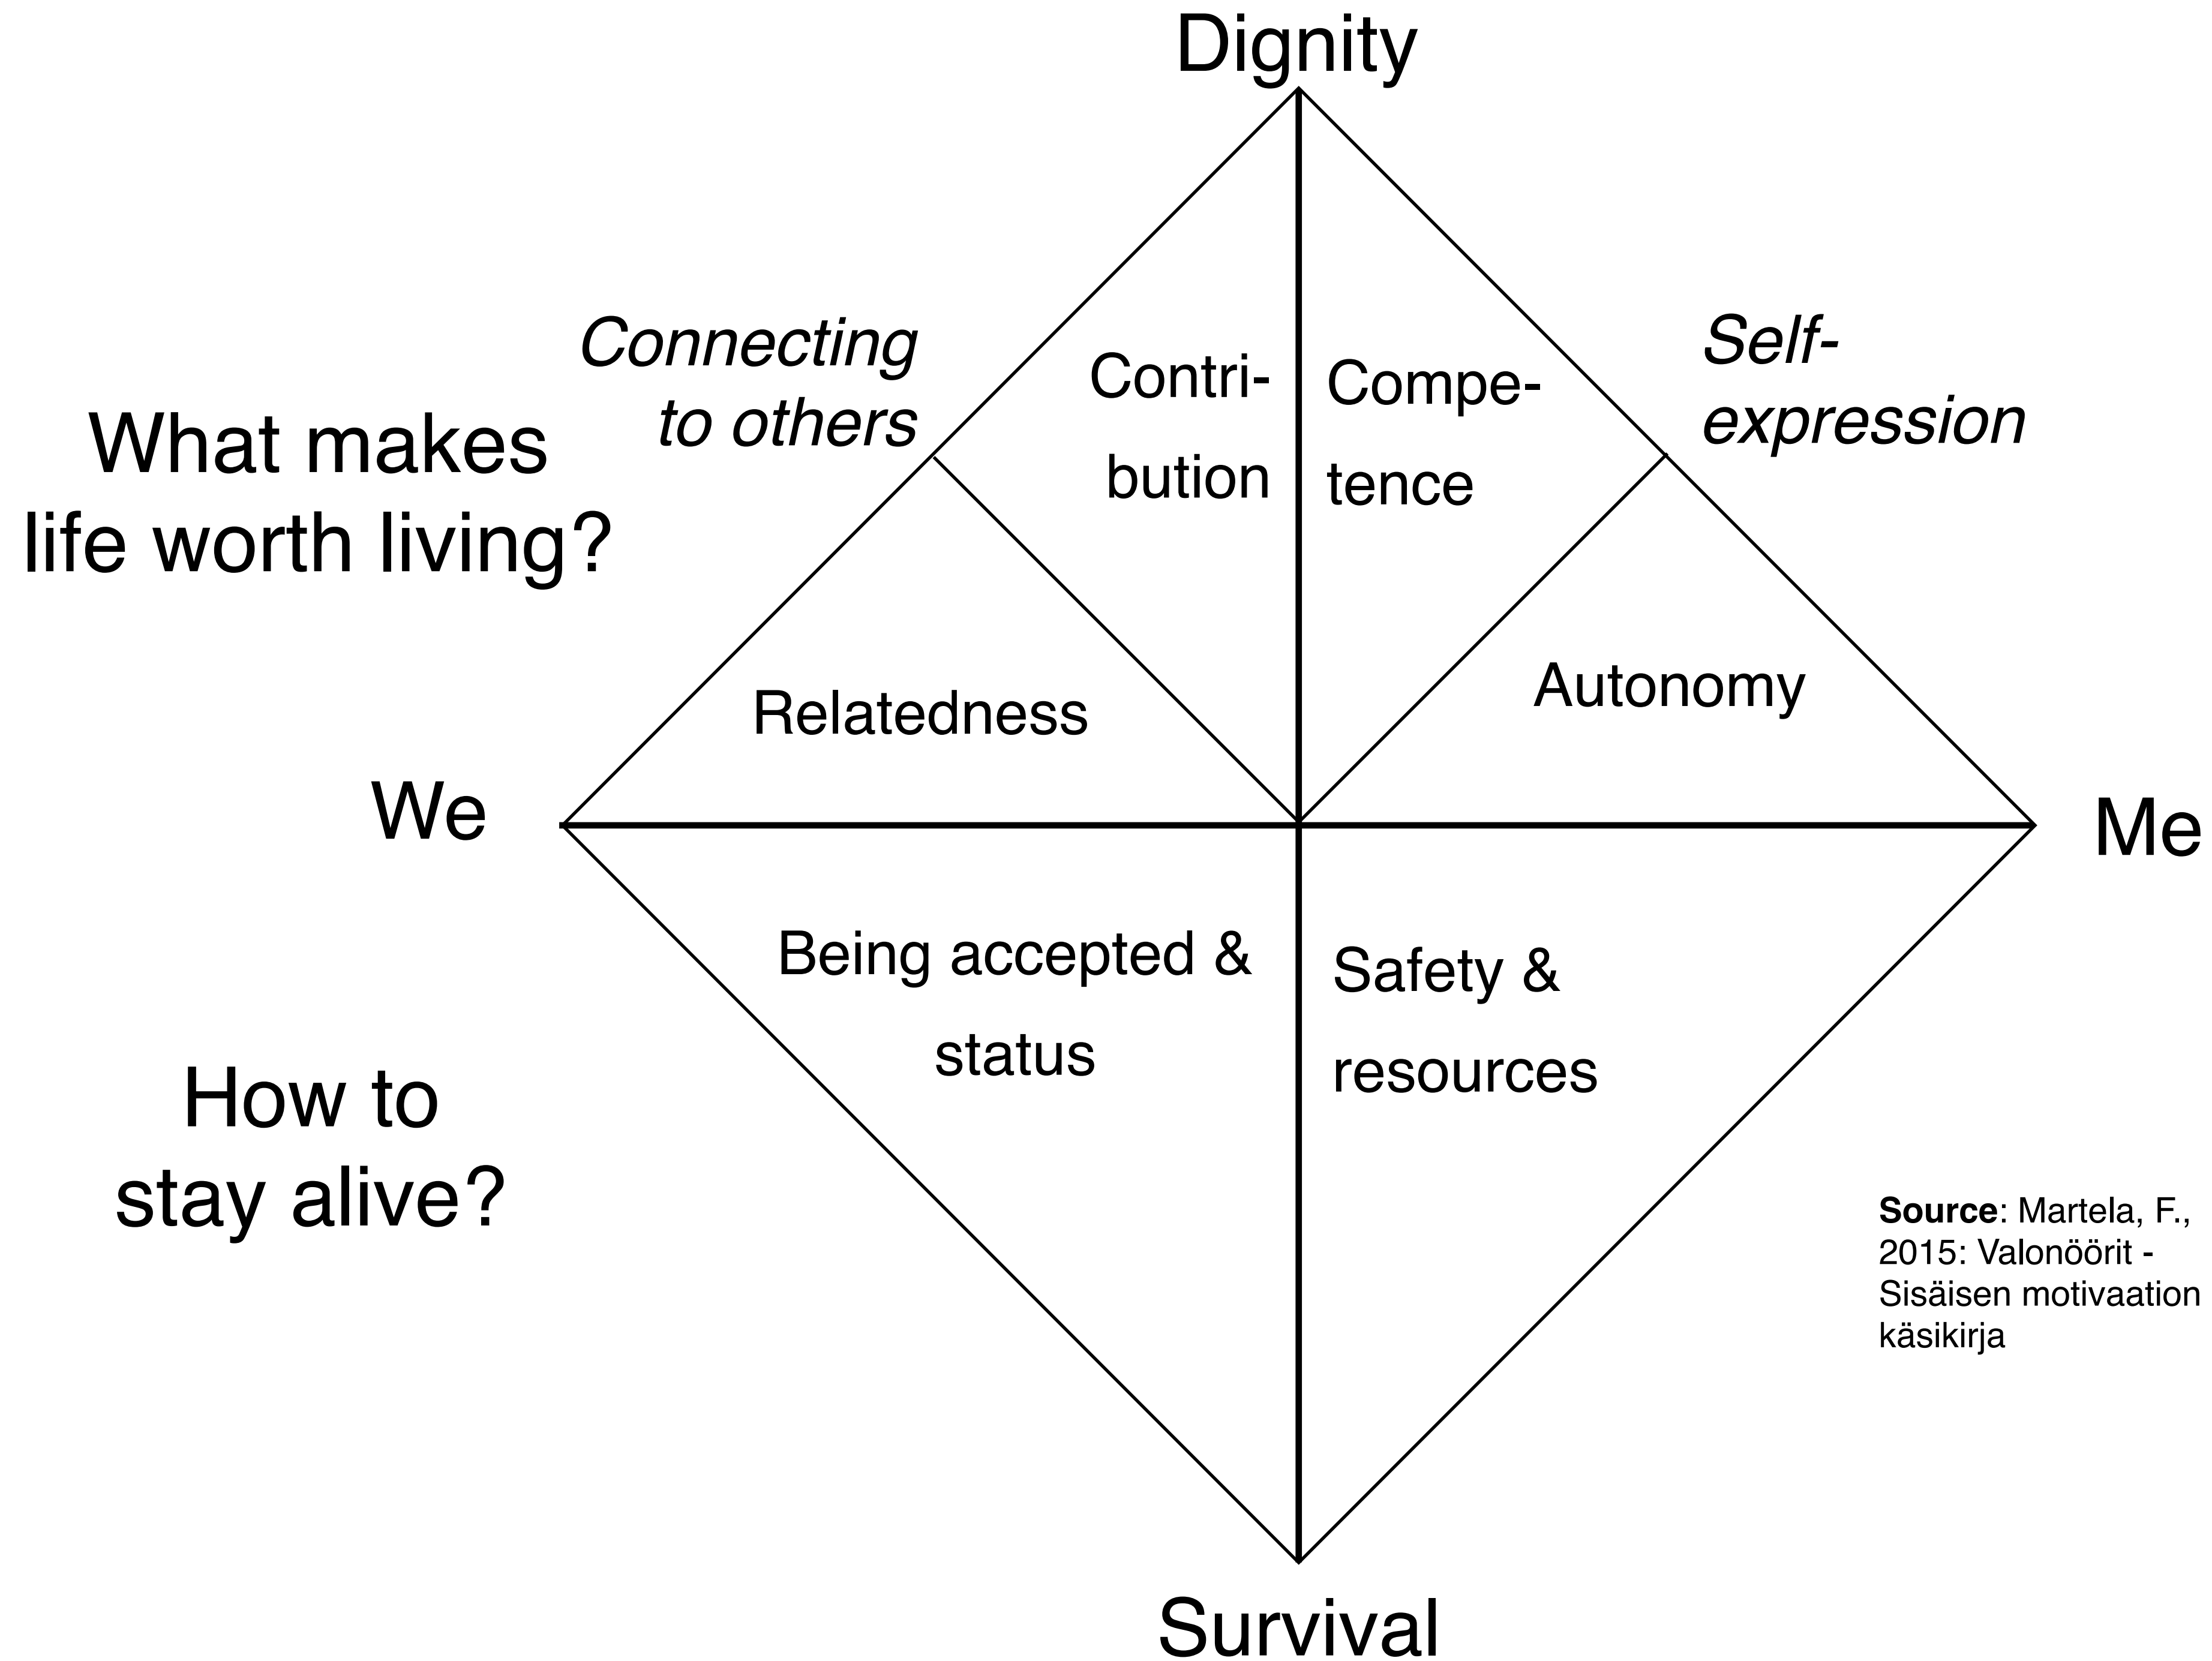 Dignity
Connecting
to others
Self-
expression
Contri-
bution
Compe-
tence
What makes
life worth living?
Relatedness
Autonomy
We
Me
Being accepted &
status
Safety &
resources
How to
stay alive?
Source: Martela, F.,
2015: Valonöörit -
Sisäisen motivaation
käsikirja
Survival